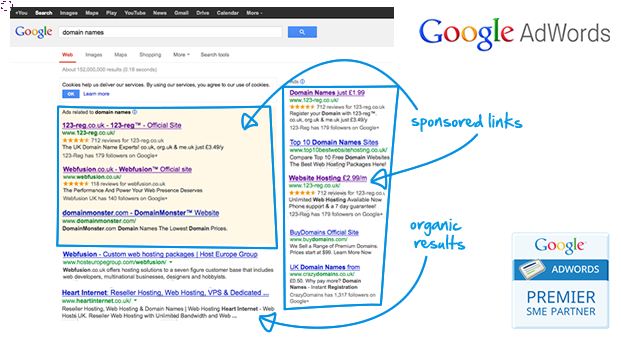 +You Search Images Maps Play YouTube News Gmail Drive Calendar More
Google domain names
Web Images Maps Shopping More Search tools
About 152,000,000 results (0.18 seconds)
Cookies help us deliver our services. By using our services, you agree to our use of cookies.
OK Learn more
Ads related to domain names
123-reg.co.uk - 123-reg™ - Official Site
www.123-reg.co.uk/
712 reviews for 123-reg.co.uk
The UK Domain Name Experts! co.uk, org.uk & me.uk just £3.49/y
123-Reg has 179 followers on Google+
Webfusion.co.uk - Webfusion™ Official site
www.webfusion.co.uk/
118 reviews for webfusion.co.uk
The Performance And Power Your Web Presence Deserves
Webfusion UK has 140 followers on Google+
domainmonster.com - DomainMonster™ Website
www.domainmonster.com/
DomainMonster.com Domain Names The Lowest Domain Prices.
Webfusion - Custom web hosting packages | Host Europe Group
www.hosteuropegroup.com/webfusion/
Webfusion.co.uk offers hosting solutions to a seen figure customer base that includes
web developers, multinational businesses, designers and hobbyists.
Heart Internet: Reseller Hosting, Web Hosting, VPS & Dedicated ...
www.heartinternet.co.uk/
Reseller Hosting, Web Hosting & Domain Names | Heart Internet - Web
Hosting UK. Reseller Web Hosting with Unlimited Bandwidth and Web ...
Ads
Domain Names just £1.99
www.123-reg.co.uk/
712 reviews for 123-reg.co.uk
Register your Domain with 123-reg™.
co.uk, org.uk & me.uk just £3.49/y
123-Reg has 179 followers on Google+
Top 10 Domain Names Sites
www.top10bestwebsitehosting.co.uk/
Compare Top 10 Free Domain Websites.
The Best Web Hosting Packages Here!
Website Hosting £2.99/m
www.123-reg.co.uk/
712 reviews for 123-reg.co.uk
Unlimited Web Hosting Available Now
Phone support & a 7 day guarantee!
123-Reg has 179 followers on Google+
BuyDomains Official Site
www.buydomains.com/
We Sell a Range of Premium Domains.
Prices start at $99. Learn More Now
UK Domain Names from
www.crazydomains.co.uk/
£0.50. Why pay more? Domain
Names - Instant Registration
CrazyDomains has 1,317 followers on
Google+
Google AdWords
sponsored links
organic
results
Google
ADWORDS
PREMIER
SME PARTNER